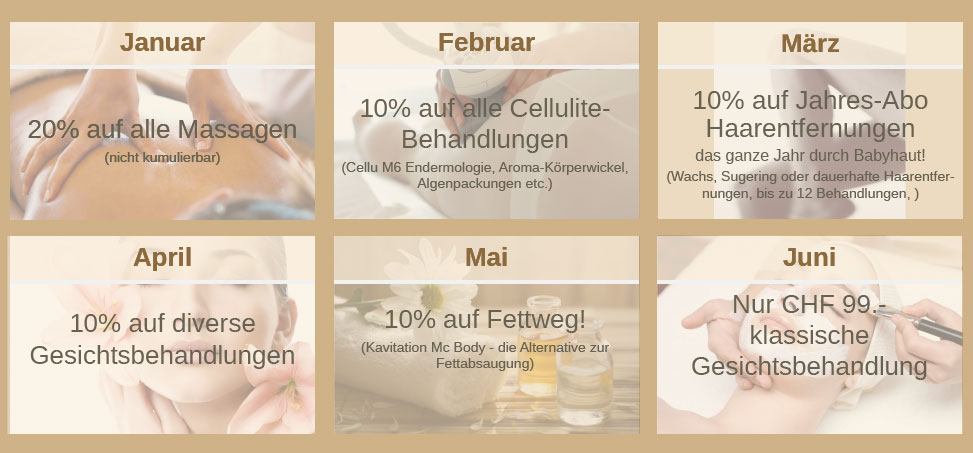 Januar
20% auf alle Massagen
(nicht kumulierbar)
Februar
10% auf alle Cellulite-
Behandlungen
(Cellu M6 Endermologie, Aroma-Körperwickel,
Algenpackungen etc.)
März
10% auf Jahres-Abo
Haarentfernungen
das ganze Jahr durch Babyhaut!
(Wachs, Sugering oder dauerhafte Haarentfer-
nungen, bis zu 12 Behandlungen, )
April
10% auf diverse
Gesichtsbehandlungen
Mai
10% auf Fettweg!
(Kavitation Mc Body - die Alternative zur
Fettabsaugung)
Juni
Nur CHF 99.-
klassische
Gesichtsbehandlung